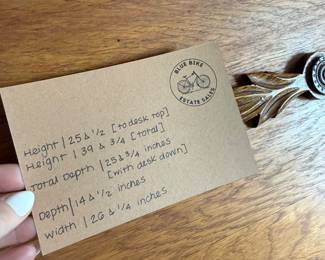 BLUE BIKE
ESTATE SALES
Height | 25 & 1/2 [to desk top]
Height | 39 & 3/4 [total]
Total Depth | 25 & 3/4 inches
[with desk down]
Depth | 14 & 1/2 inches
Width | 26 & 1/4 inches